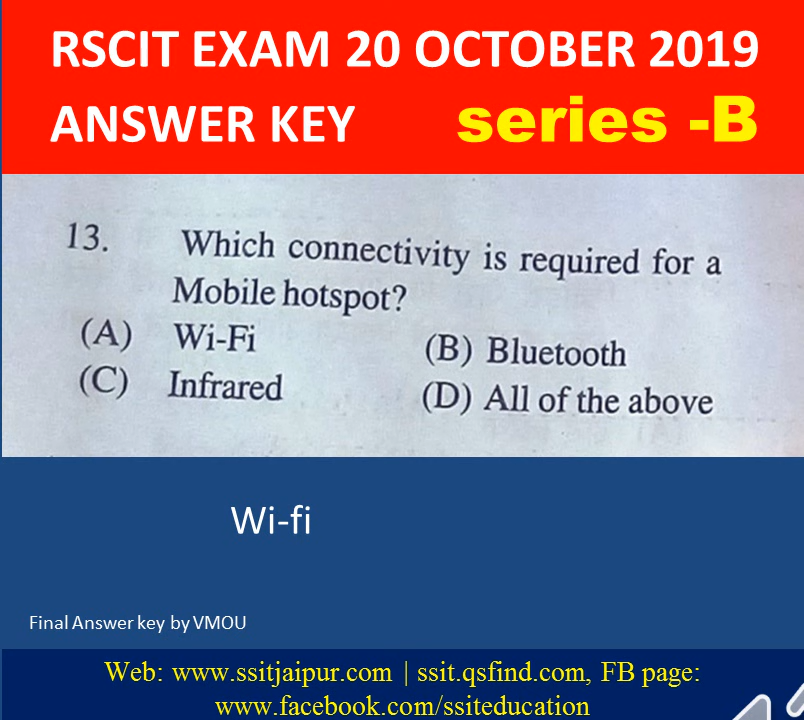 RSCIT EXAM 20 OCTOBER 2019
ANSWER KEY series -B
13. Which connectivity is required for a
Mobile hotspot?
(A) Wi-Fi (B) Bluetooth
(C) Infrared (D) All of the above
Wi-fi
Final Answer key by VMOU
Web: www.ssitjaipur.com | ssit.qsfind.com, FB page:
www.facebook.com/ssiteducation